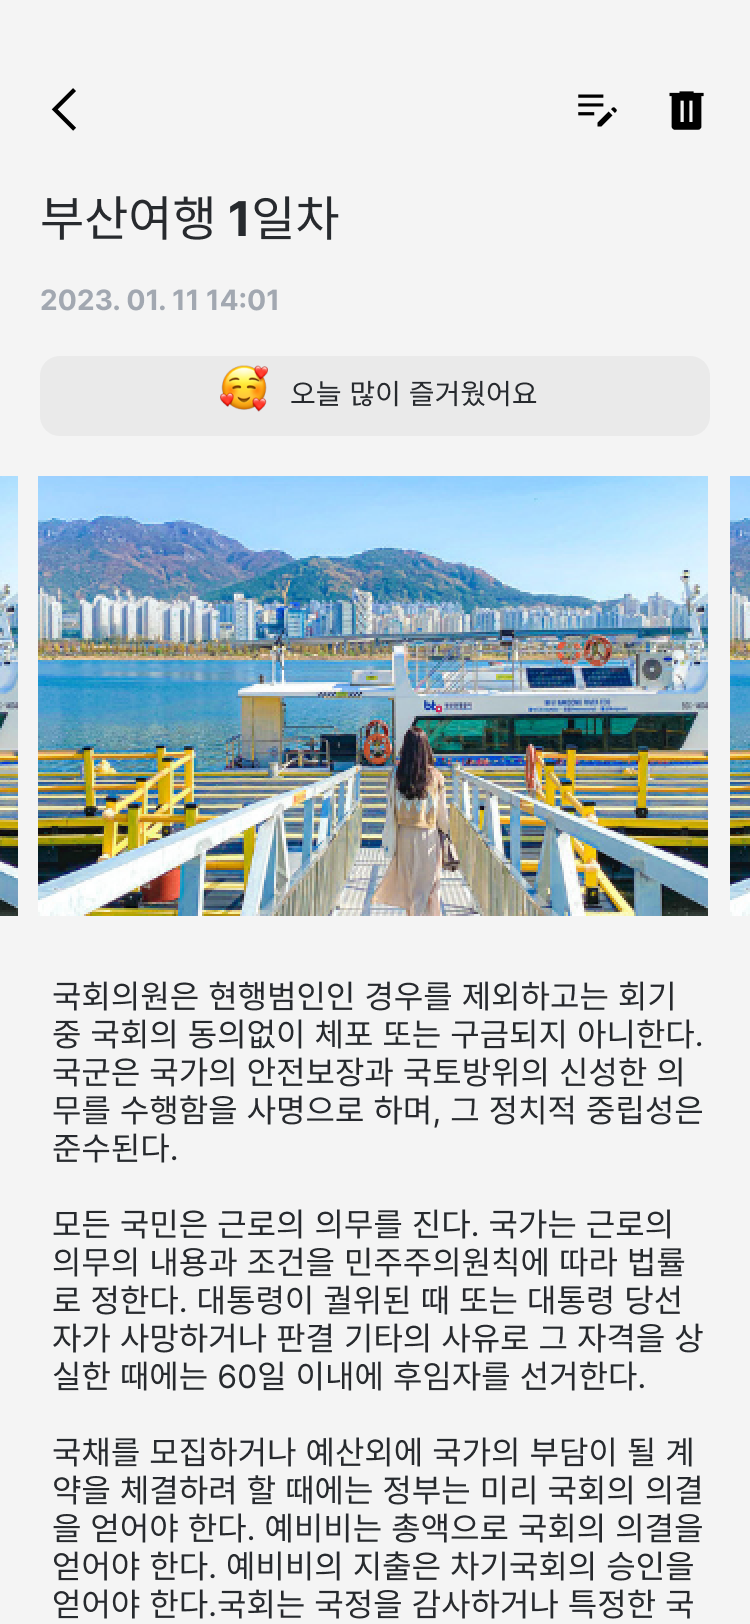 부산여행 1일차
2023. 01. 11 14:01
오늘 많이 즐거웠어요
bto
국회의원은 현행범인인 경우를 제외하고는 회기
중 국회의 동의없이 체포 또는 구금되지 아니한다.
국군은 국가의 안전보장과 국토방위의 신성한 의
무를 수행함을 사명으로 하며, 그 정치적 중립성은
준수된다.
모든 국민은 근로의 의무를 진다. 국가는 근로의
의무의 내용과 조건을 민주주의원칙에 따라 법률
로 정한다. 대통령이 궐위된 때 또는 대통령 당선
자가 사망하거나 판결 기타의 사유로 그 자격을 상
실한 때에는 60일 이내에 후임자를 선거한다.
국채를 모집하거나 예산외에 국가의 부담이 될 계
약을 체결하려 할 때에는 정부는 미리 국회의 의결
을 얻어야 한다. 예비비는 총액으로 국회의 의결을
얻어야 한다. 예비비의 지출은 차기국회의 승인을
얻어야 한다.국회는 국정을 감사하거나 특정한 국